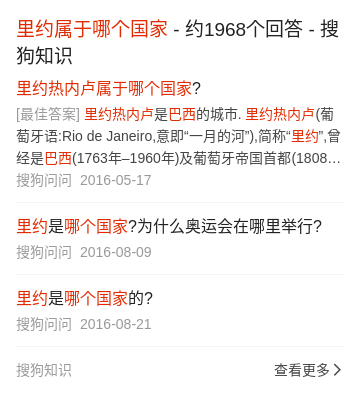 里约属于哪个国家 - 约1968个回答 - 搜
狗知识
里约热内卢属于哪个国家?
[最佳答案] 里约热内卢是巴西的城市. 里约热内卢(葡
萄牙语:Rio de Janeiro,意即“一月的河”),简称“里约”,曾
经是巴西(1763年–1960年)及葡萄牙帝国首都(1808…
搜狗问问 2016-05-17
里约是哪个国家?为什么奥运会在哪里举行?
搜狗问问 2016-08-09
里约是哪个国家的?
搜狗问问 2016-08-21
搜狗知识 查看更多